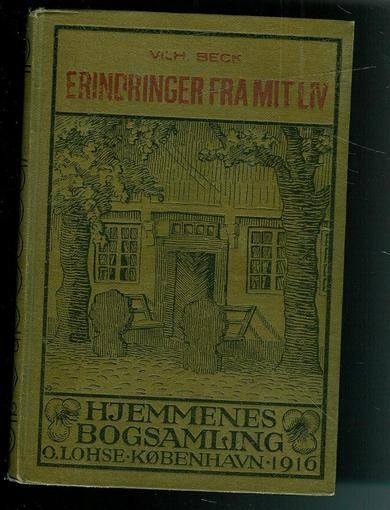 VILH. BECK
ERINDRINGER FRA MIT LIV
HJEMMENES
BOGSAMLING
O. LOHSE · KØBENHAVN · 1916